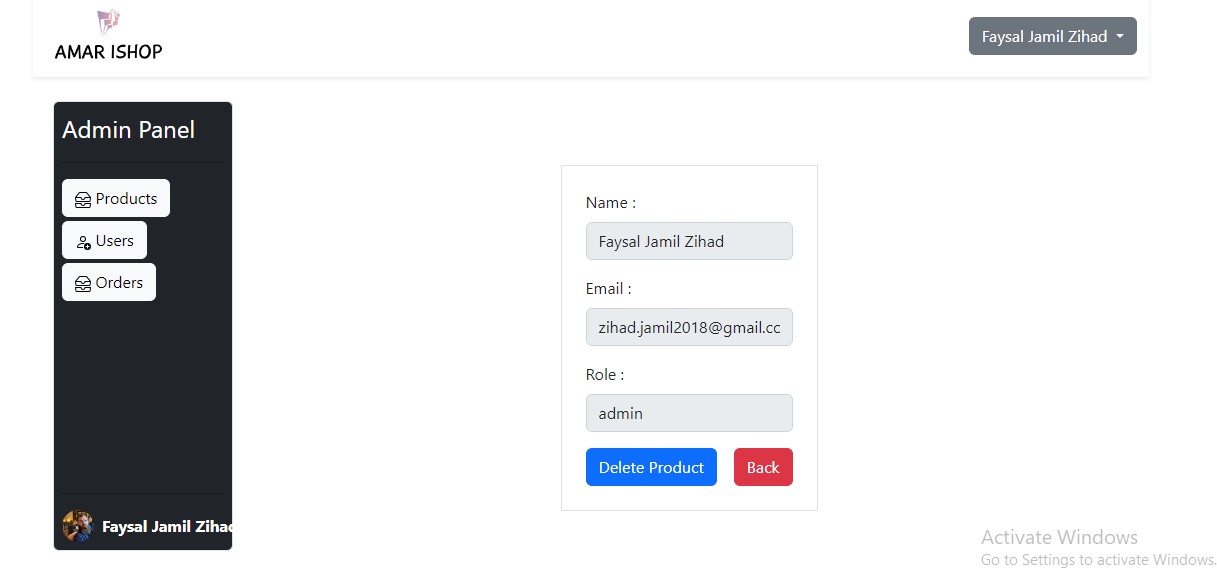 AMAR ISHOP
Faysal Jamil Zihad
Admin Panel
Products
Users
Orders
Faysal Jamil Zihad
Name :
Faysal Jamil Zihad
Email :
zihad.jamil2018@gmail.cc
Role :
admin
Delete Product Back
Activate Windows
Go to Settings to activate Windows.